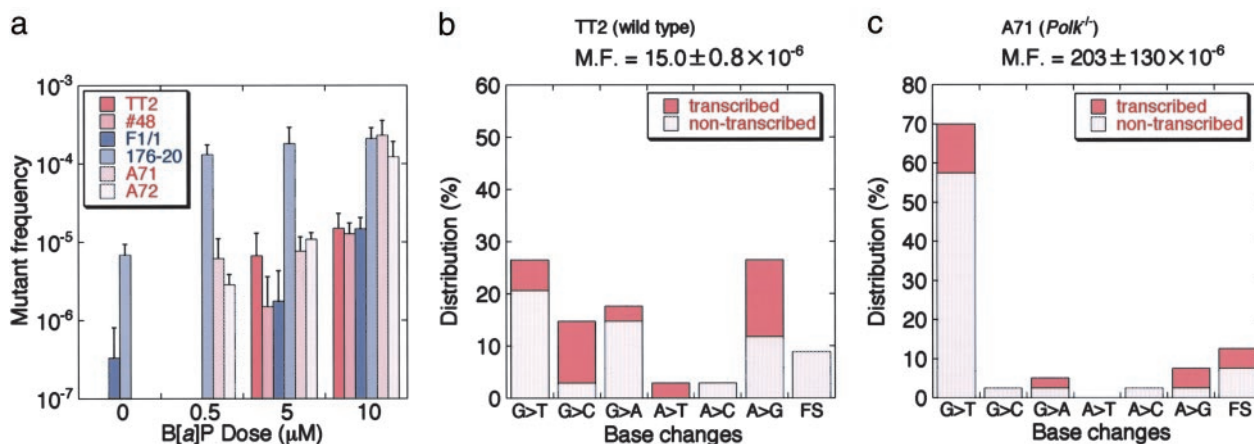 a
10⁻³
10⁻⁴
10⁻⁵
10⁻⁶
10⁻⁷
Mutant frequency
TT2
#48
F1/1
176-20
A71
A72
0 0.5 5 10
B[a]P Dose (μM)
b
TT2 (wild type)
M.F. = 15.0±0.8×10⁻⁶
60
50
40
30
20
10
0
Distribution (%)
transcribed
non-transcribed
G>T G>C G>A A>T A>C A>G FS
Base changes
c
A71 (Polk⁻/⁻)
M.F. = 203±130×10⁻⁶
80
70
60
50
40
30
20
10
0
Distribution (%)
transcribed
non-transcribed
G>T G>C G>A A>T A>C A>G FS
Base changes